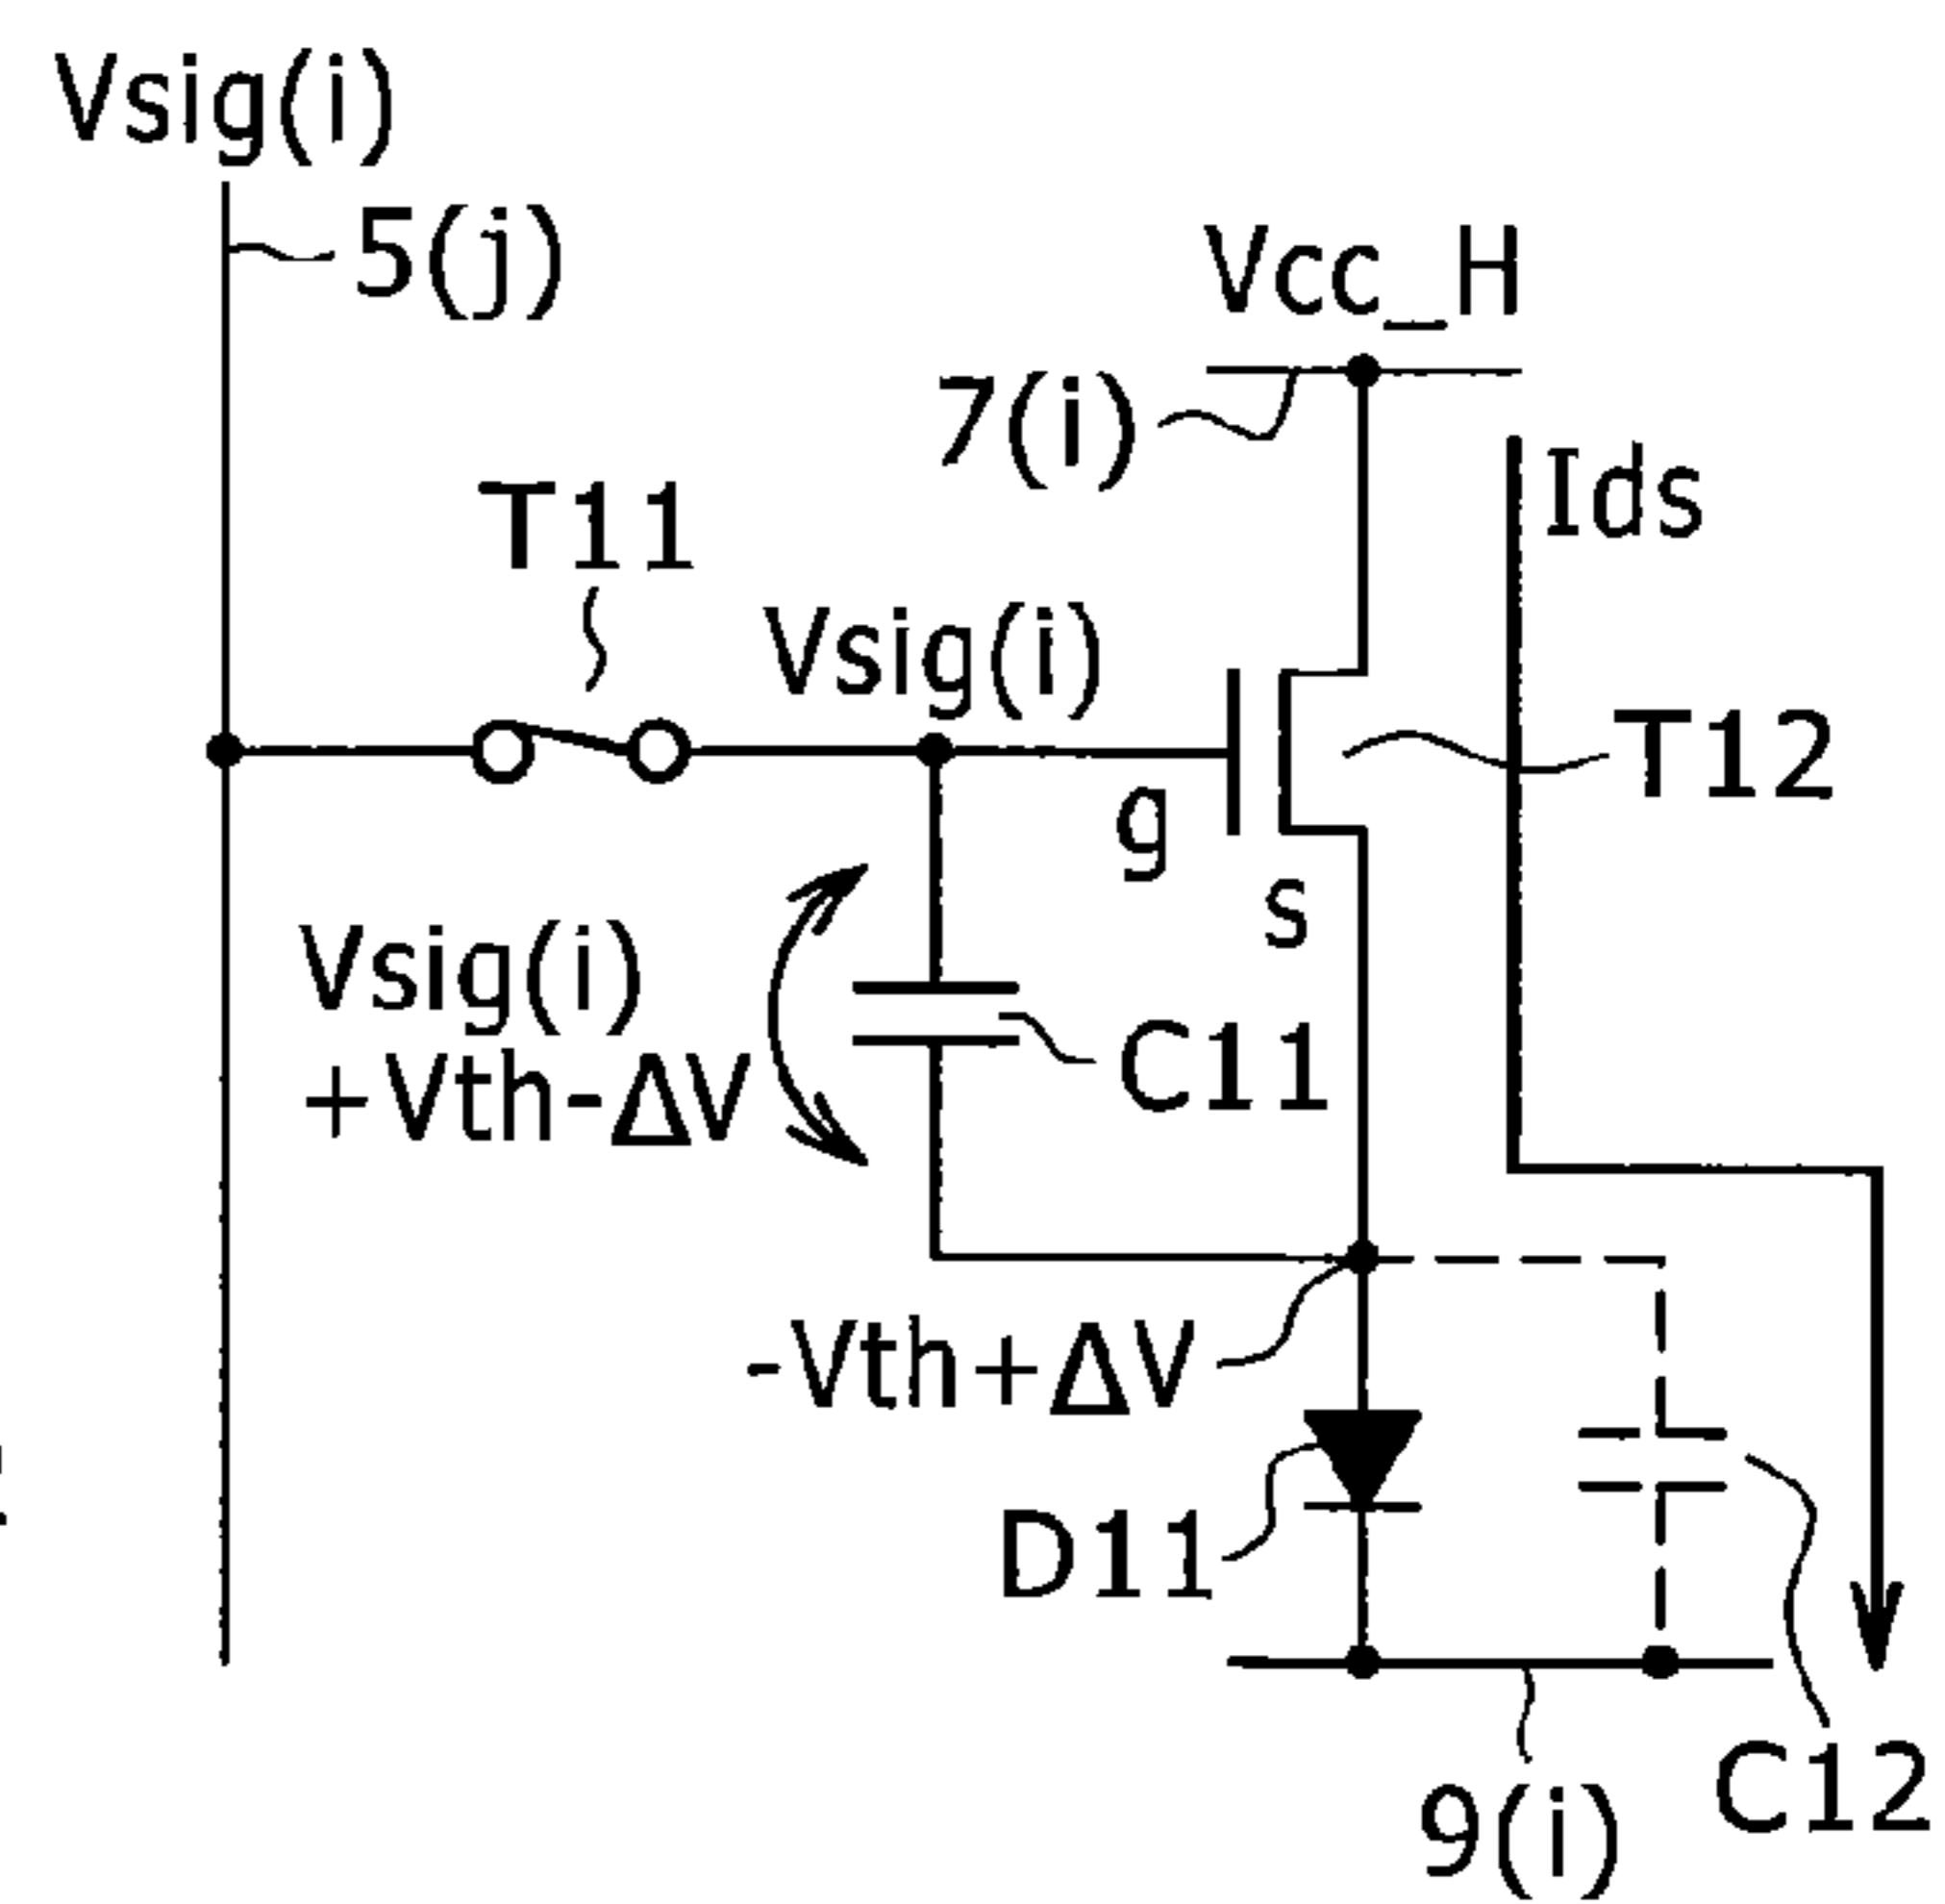 Vsig(i)
5(j)
Vcc_H
7(i)
Ids
T11
Vsig(i)
T12
g
s
Vsig(i)
+Vth-ΔV
C11
-Vth+ΔV
D11
C12
9(i)